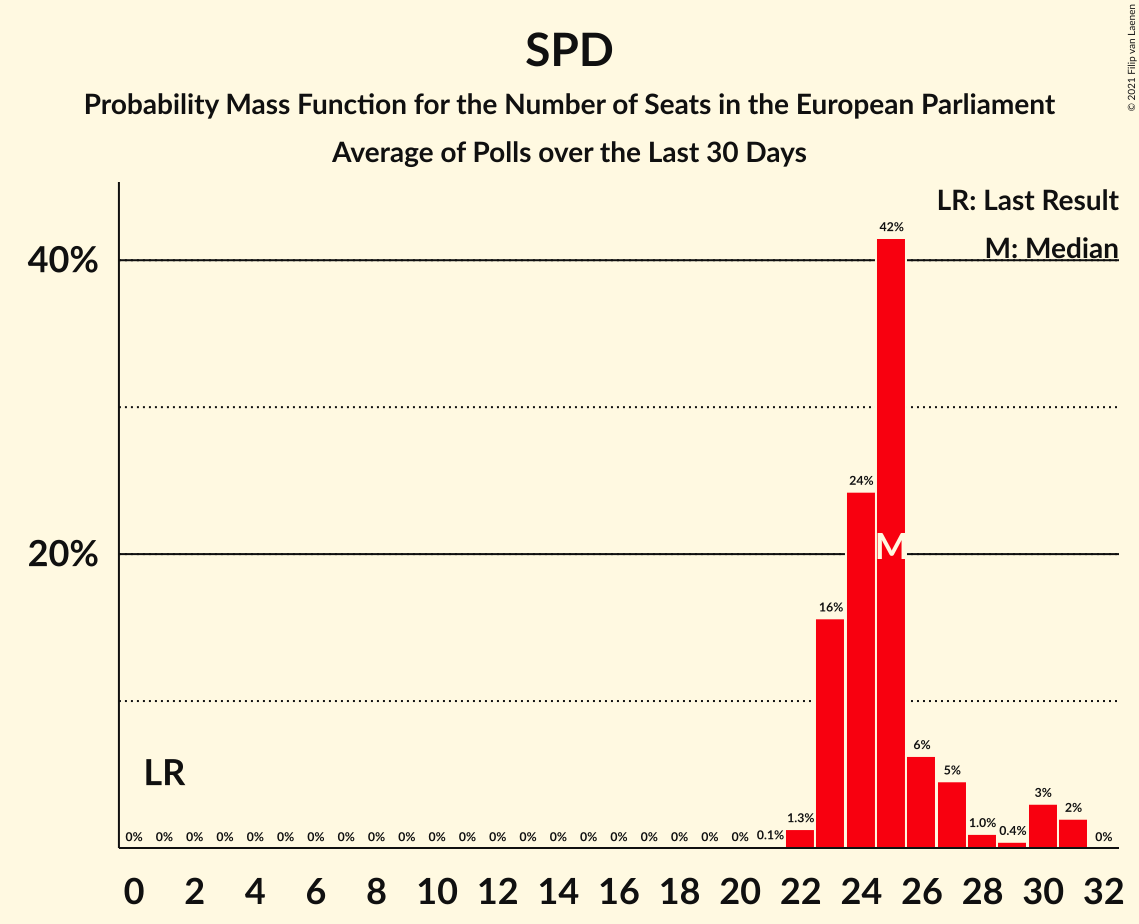 SPD
Probability Mass Function for the Number of Seats in the European Parliament
Average of Polls over the Last 30 Days
© 2021 Filip van Laenen
LR: Last Result
M: Median
40%
20%
42%
24%
16%
M
6%
5%
3%
2%
1.3%
1.0%
0.4%
LR
0% 0% 0% 0% 0% 0% 0% 0% 0% 0% 0% 0% 0% 0% 0% 0% 0% 0% 0% 0% 0% 0.1% 0%
0 2 4 6 8 10 12 14 16 18 20 22 24 26 28 30 32